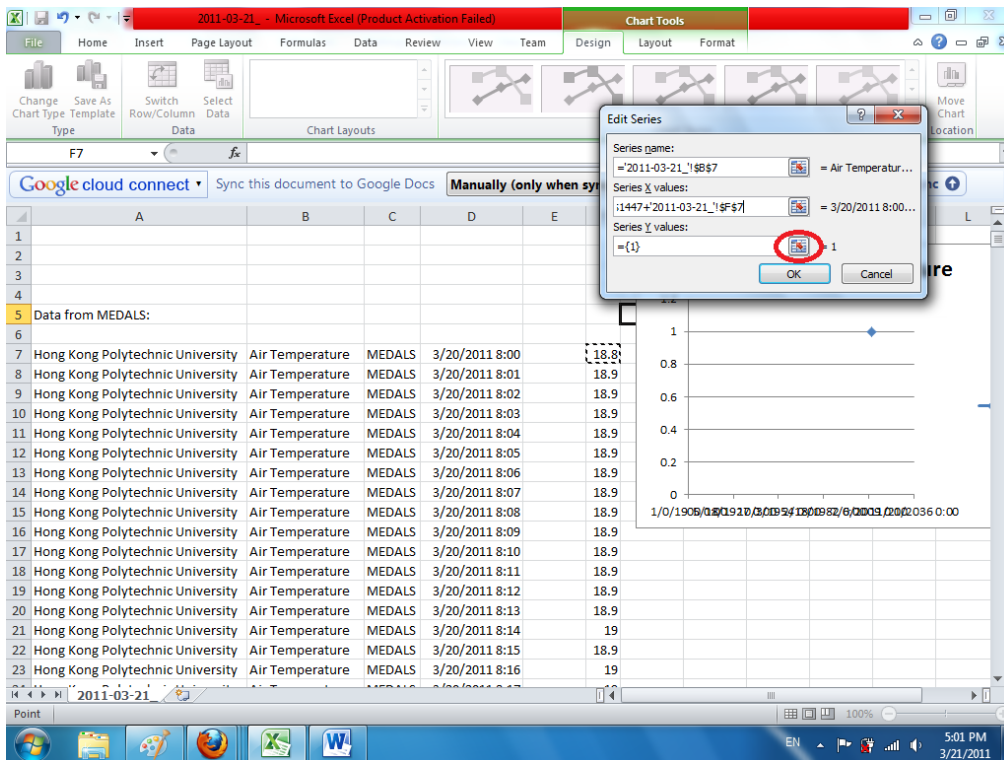 2011-03-21_ - Microsoft Excel (Product Activation Failed) Chart Tools
File Home Insert Page Layout Formulas Data Review View Team Design Layout Format
Change Chart Type Save As Template Switch Row/Column Select Data Move Chart
Type Data Chart Layouts Location
F7 fx
Google cloud connect Sync this document to Google Docs Manually (only when
Edit Series
Series name:
='2011-03-21_'!$B$7 = Air Temperatur...
Series X values:
$1447+'2011-03-21_'!$F$7 = 3/20/2011 8:00...
Series Y values:
={1} = 1
OK Cancel
A B C D E L
1
2
3
4
5 Data from MEDALS:
6
7 Hong Kong Polytechnic University Air Temperature MEDALS 3/20/2011 8:00 18.8
8 Hong Kong Polytechnic University Air Temperature MEDALS 3/20/2011 8:01 18.9
9 Hong Kong Polytechnic University Air Temperature MEDALS 3/20/2011 8:02 18.9
10 Hong Kong Polytechnic University Air Temperature MEDALS 3/20/2011 8:03 18.9
11 Hong Kong Polytechnic University Air Temperature MEDALS 3/20/2011 8:04 18.9
12 Hong Kong Polytechnic University Air Temperature MEDALS 3/20/2011 8:05 18.9
13 Hong Kong Polytechnic University Air Temperature MEDALS 3/20/2011 8:06 18.9
14 Hong Kong Polytechnic University Air Temperature MEDALS 3/20/2011 8:07 18.9
15 Hong Kong Polytechnic University Air Temperature MEDALS 3/20/2011 8:08 18.9
16 Hong Kong Polytechnic University Air Temperature MEDALS 3/20/2011 8:09 18.9
17 Hong Kong Polytechnic University Air Temperature MEDALS 3/20/2011 8:10 18.9
18 Hong Kong Polytechnic University Air Temperature MEDALS 3/20/2011 8:11 18.9
19 Hong Kong Polytechnic University Air Temperature MEDALS 3/20/2011 8:12 18.9
20 Hong Kong Polytechnic University Air Temperature MEDALS 3/20/2011 8:13 18.9
21 Hong Kong Polytechnic University Air Temperature MEDALS 3/20/2011 8:14 19
22 Hong Kong Polytechnic University Air Temperature MEDALS 3/20/2011 8:15 18.9
23 Hong Kong Polytechnic University Air Temperature MEDALS 3/20/2011 8:16 19
ure
1.2
1
0.8
0.6
0.4
0.2
0
2011-03-21_
Point 100%
EN 5:01 PM
3/21/2011